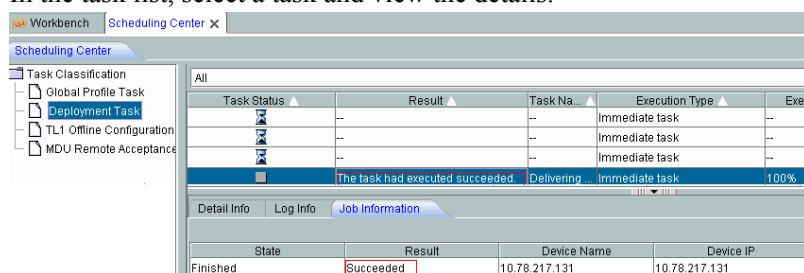 In the task list, select a task and view the details.
Workbench Scheduling Center X
Scheduling Center
Task Classification
Global Profile Task
Deployment Task
TL1 Offline Configuration
MDU Remote Acceptance
All
Task Status Result Task Na... Execution Type Exe
-- Immediate task --
-- Immediate task --
-- Immediate task --
The task had executed succeeded. Delivering ... Immediate task 100%
Detail Info Log Info Job Information
State Result Device Name Device IP
Finished Succeeded 10.78.217.131 10.78.217.131